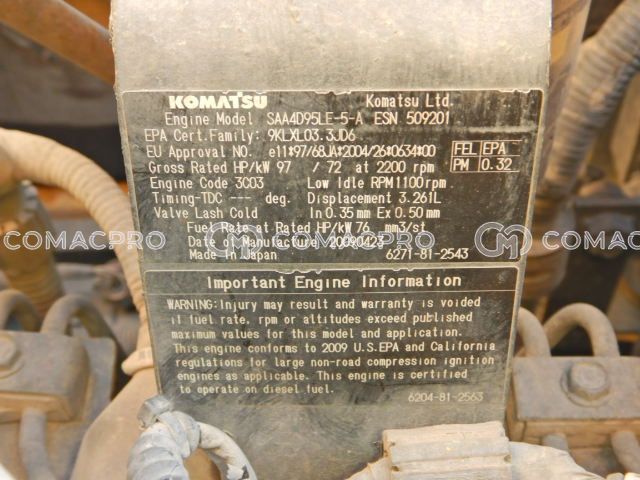 KOMATSU Komatsu Ltd.
Engine Model SAA4D95LE-5-A ESN 509201
EPA Cert.Family: 9KLXL03.3JD6
EU Approval NO. e11*97/68JA*2004/26*0634*00 FEL EPA
Gross Rated HP/kW 97 / 72 at 2200 rpm PM 0.32
Engine Code 3C03 Low Idle RPM1100rpm
Timing-TDC --- deg. Displacement 3.261L
Valve Lash Cold In 0.35mm Ex 0.50mm
Fuel Rate at Rated HP/kW 76 mm3/st
Date of Manufacture 20090423
Made In Japan 6271-81-2543
COMACPRO COMACPRO COMACPRO
Important Engine Information
WARNING:Injury may result and warranty is voided
if fuel rate, rpm or altitudes exceed published
maximum values for this model and application.
This engine conforms to 2009 U.S.EPA and California
regulations for large non-road compression ignition
engines as applicable. This engine is certified
to operate on diesel fuel.
6204-81-2563